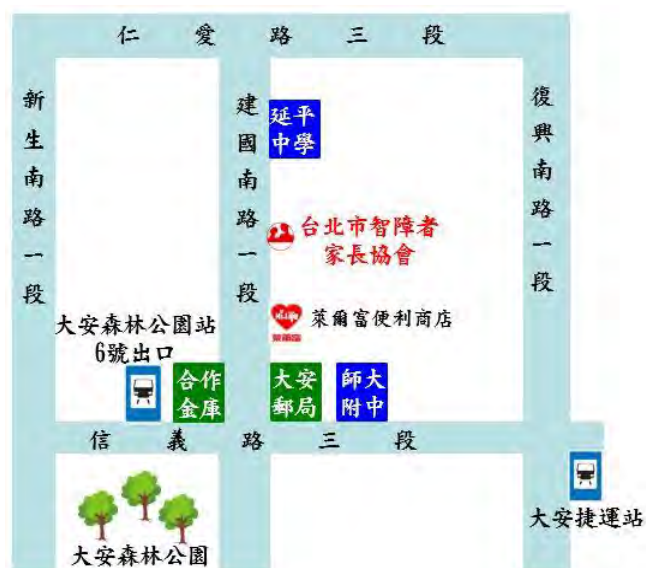 仁愛路三段
新生南路一段
建國南路一段
復興南路一段
延平
中學
台北市智障者
家長協會
萊爾富便利商店
萊爾富
大安森林公園站
6號出口
合作
金庫
大安
郵局
師大
附中
信義路三段
大安捷運站
大安森林公園